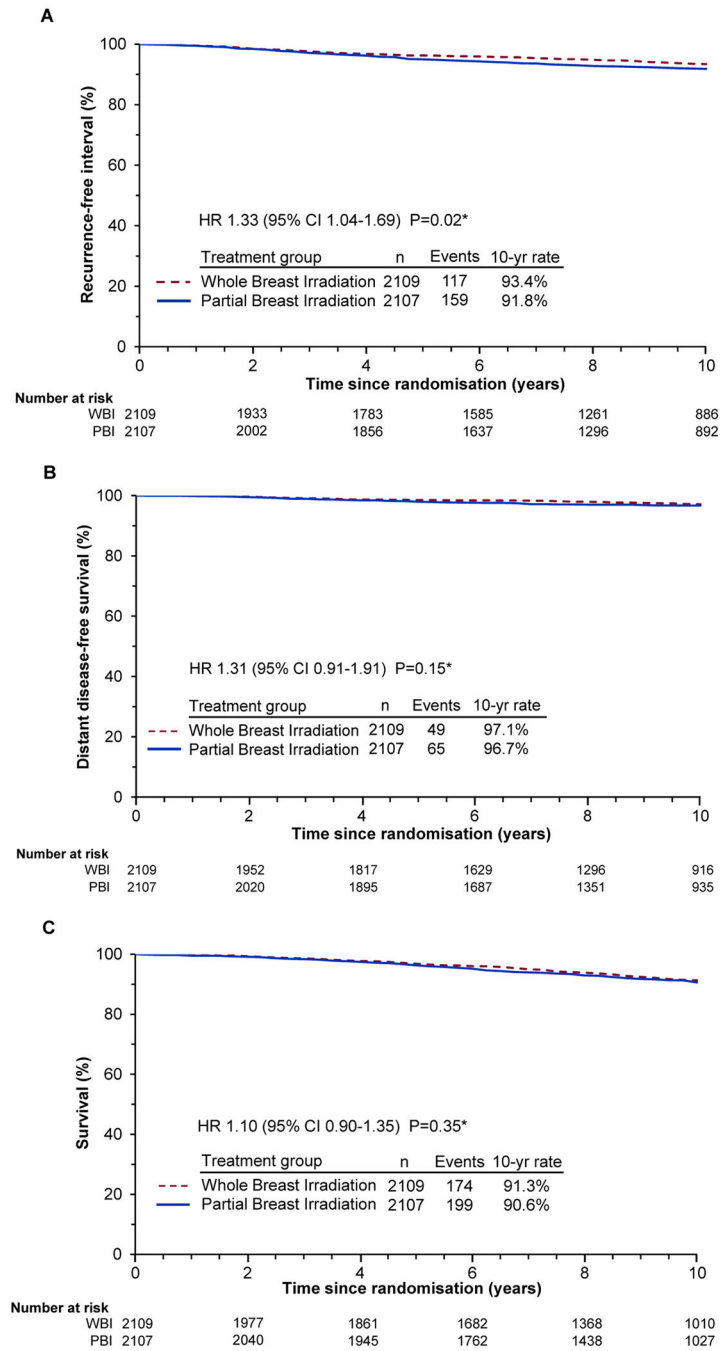 A
100
80
60
40
20
0
Recurrence-free interval (%)
HR 1.33 (95% CI 1.04-1.69) P=0.02*
Treatment group n Events 10-yr rate
Whole Breast Irradiation 2109 117 93.4%
Partial Breast Irradiation 2107 159 91.8%
0 2 4 6 8 10
Time since randomisation (years)
Number at risk
WBI 2109 1933 1783 1585 1261 886
PBI 2107 2002 1856 1637 1296 892
B
100
80
60
40
20
0
Distant disease-free survival (%)
HR 1.31 (95% CI 0.91-1.91) P=0.15*
Treatment group n Events 10-yr rate
Whole Breast Irradiation 2109 49 97.1%
Partial Breast Irradiation 2107 65 96.7%
0 2 4 6 8 10
Time since randomisation (years)
Number at risk
WBI 2109 1952 1817 1629 1296 916
PBI 2107 2020 1895 1687 1351 935
C
100
80
60
40
20
0
Survival (%)
HR 1.10 (95% CI 0.90-1.35) P=0.35*
Treatment group n Events 10-yr rate
Whole Breast Irradiation 2109 174 91.3%
Partial Breast Irradiation 2107 199 90.6%
0 2 4 6 8 10
Time since randomisation (years)
Number at risk
WBI 2109 1977 1861 1682 1368 1010
PBI 2107 2040 1945 1762 1438 1027